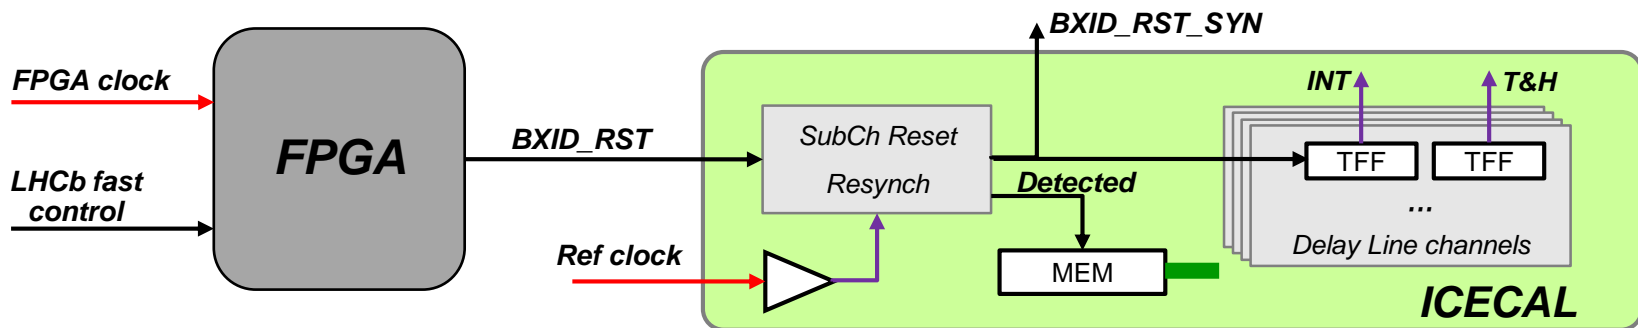 FPGA clock
LHCb fast
control
FPGA
BXID_RST
Ref clock
BXID_RST_SYN
SubCh Reset
Resynch
Detected
MEM
INT
T&H
TFF
TFF
...
Delay Line channels
ICECAL